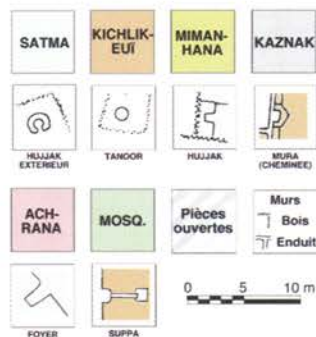 SATMA
KICHLIK-
EUÏ
MIMAN-
HANA
KAZNAK
HUJJAK
EXTERIEUR
TANOOR
HUJJAK
MURA
(CHEMINEE)
ACH-
RANA
MOSQ.
Pièces
ouvertes
Murs
Bois
Enduit
FOYER
SUPPA
0 5 10 m